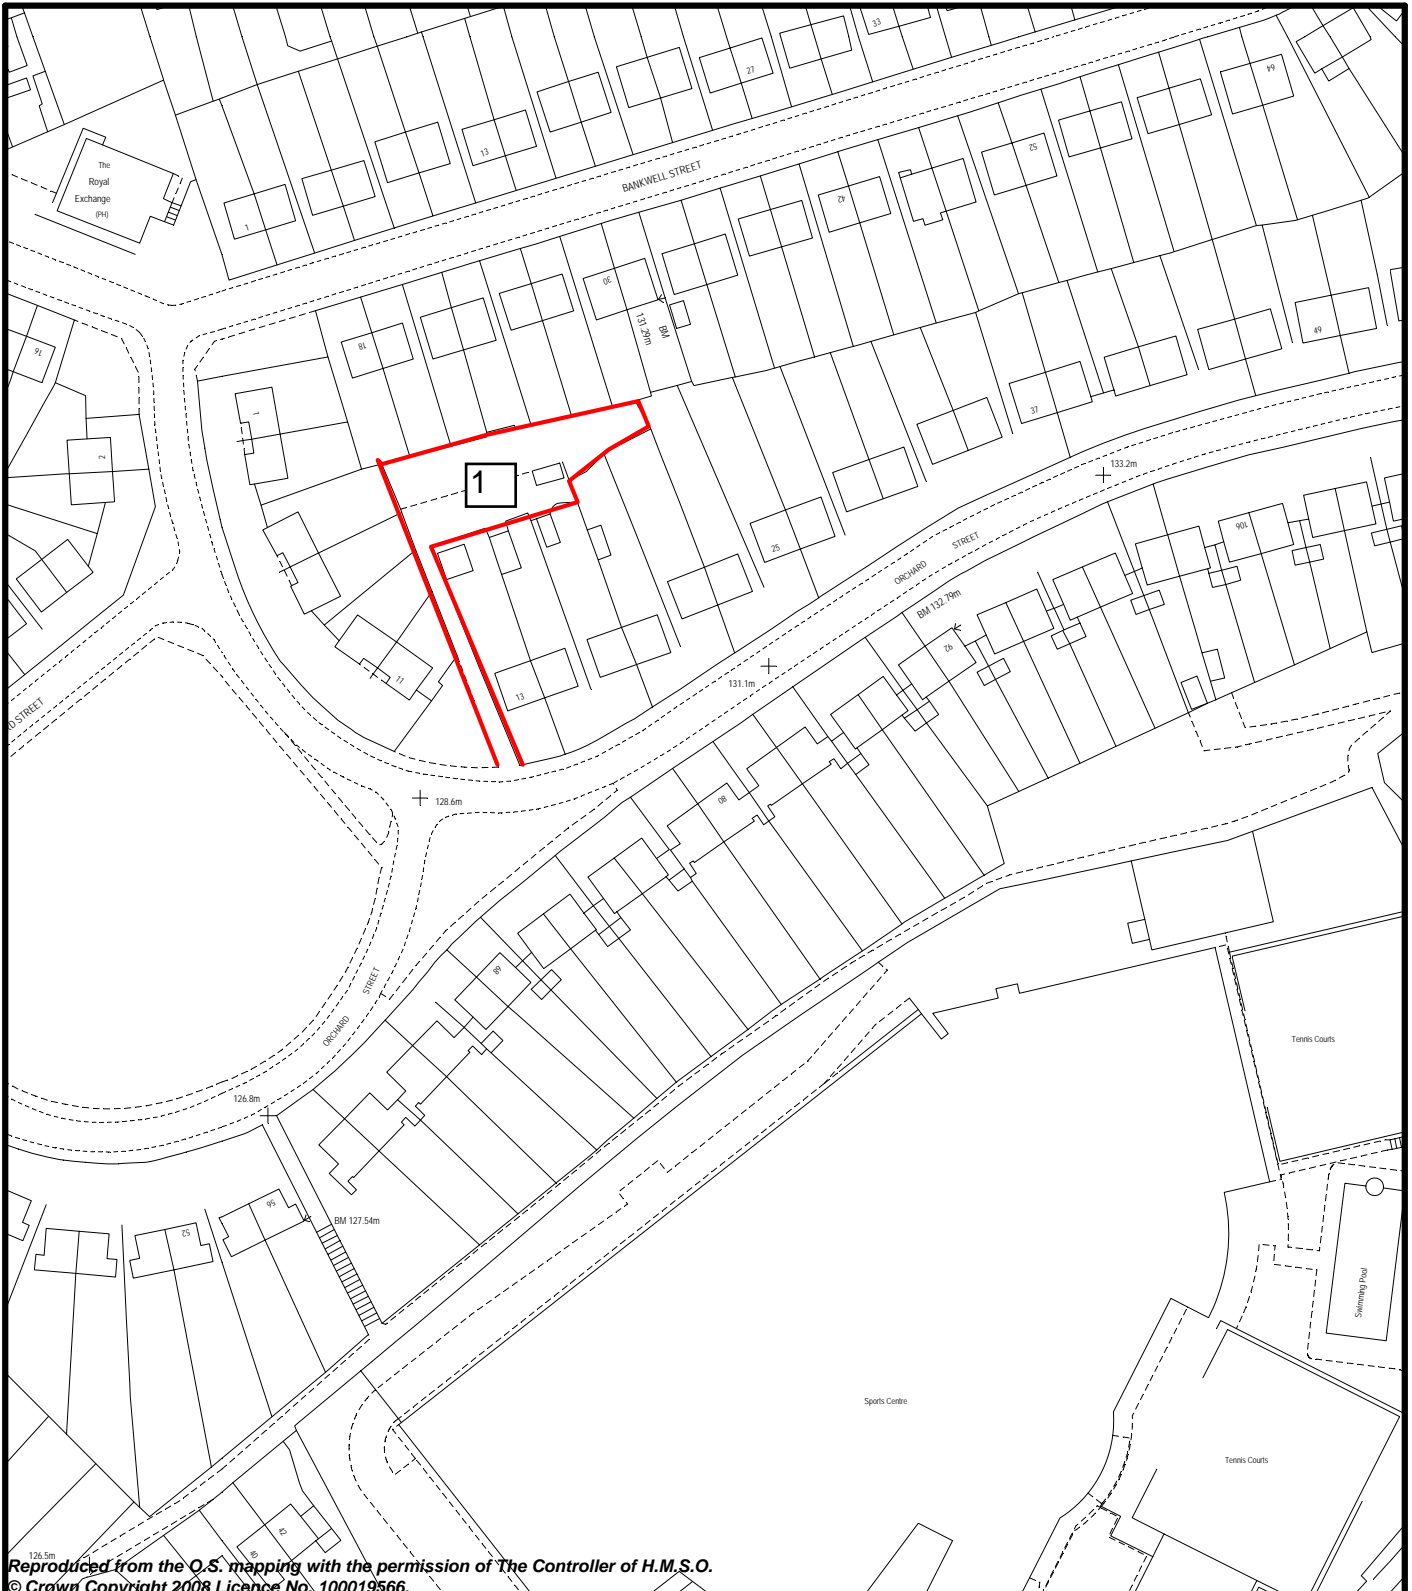 33
27
13
1
64
52
42
30
18
The
Royal
Exchange
(PH)
BANKWELL STREET
BM
131.29m
16
2
1
11
1
13
25
37
49
133.2m
ORCHARD
STREET
BM 132.79m
131.1m
106
92
80
68
128.6m
ORCHARD
STREET
126.8m
BM 127.54m
56
52
Tennis Courts
Swimming Pool
Sports Centre
Tennis Courts
42
40
126.5m
Reproduced from the O.S. mapping with the permission of The Controller of H.M.S.O.
© Crown Copyright 2008 Licence No. 100019566.